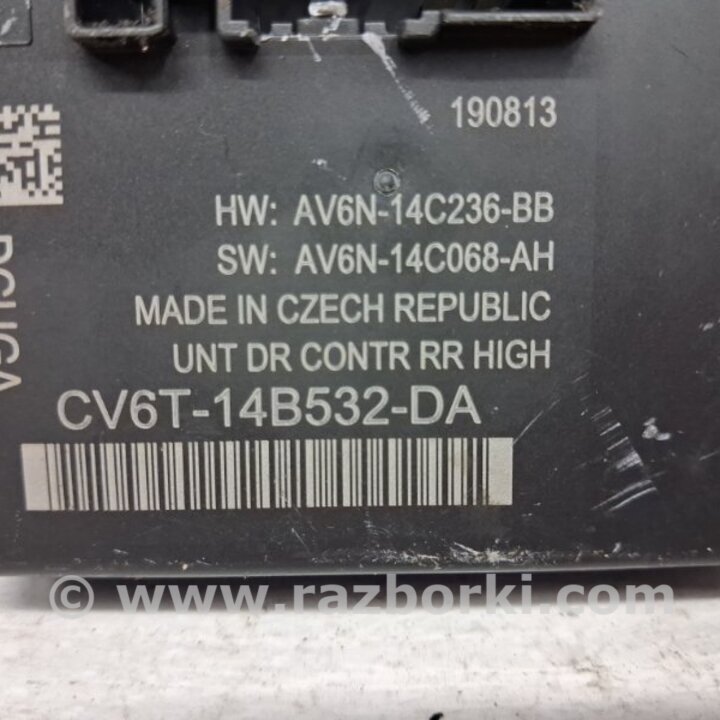 190813
HW: AV6N-14C236-BB
SW: AV6N-14C068-AH
MADE IN CZECH REPUBLIC
UNT DR CONTR RR HIGH
CV6T-14B532-DA
© www.razborki.com